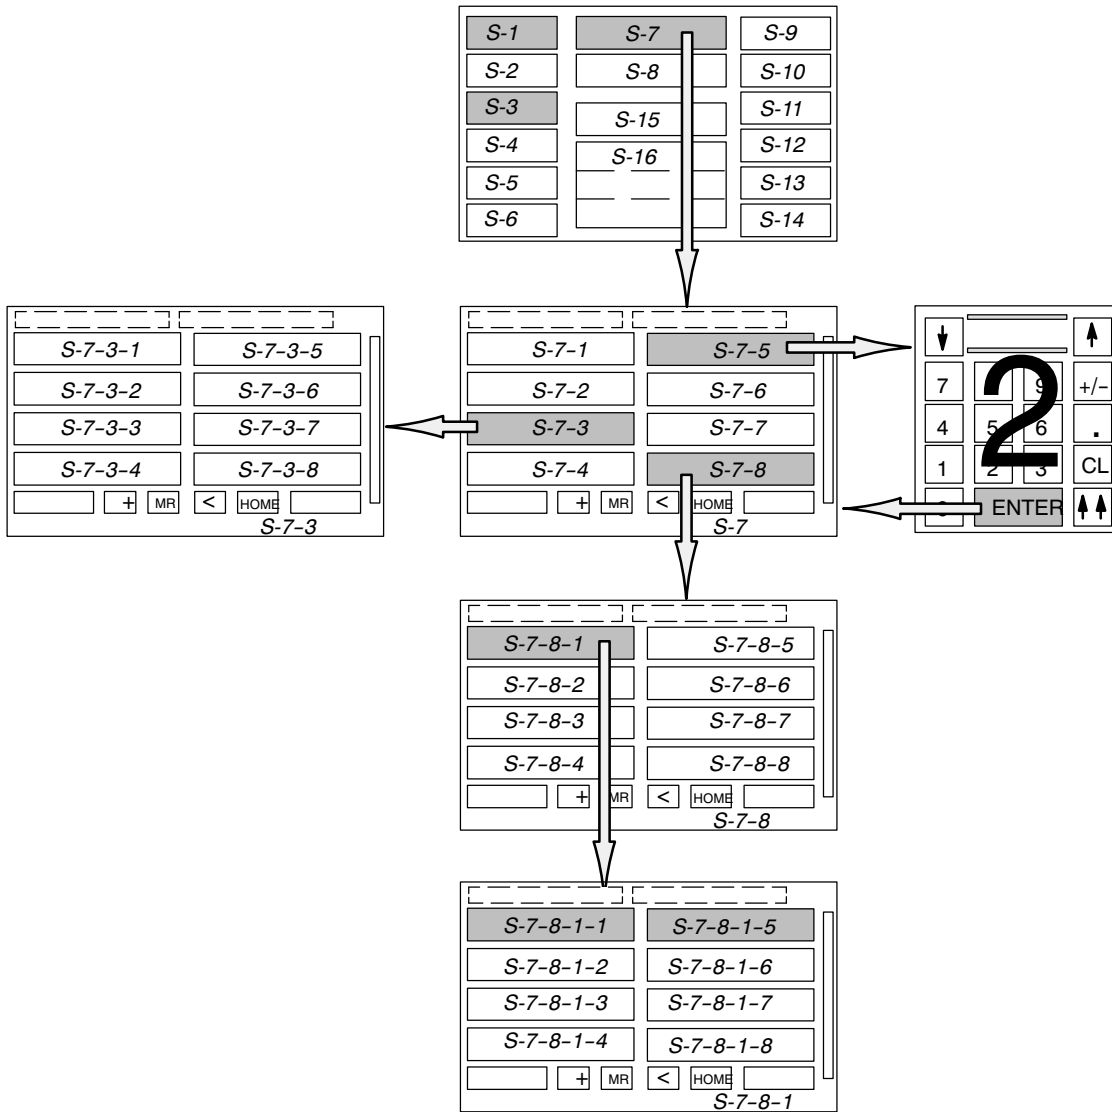 S-1 S-7 S-9
S-2 S-8 S-10
S-3 S-11
S-15
S-4 S-12
S-16
S-5 S-13
S-6 S-14
S-7-3-1 S-7-3-5
S-7-3-2 S-7-3-6
S-7-3-3 S-7-3-7
S-7-3-4 S-7-3-8
+ MR < HOME
S-7-3
S-7-1 S-7-5
S-7-2 S-7-6
S-7-3 S-7-7
S-7-4 S-7-8
+ MR < HOME
S-7
2
7 9 +/-
4 5 6 .
1 2 3 CL
ENTER
S-7-8-1 S-7-8-5
S-7-8-2 S-7-8-6
S-7-8-3 S-7-8-7
S-7-8-4 S-7-8-8
+ MR < HOME
S-7-8
S-7-8-1-1 S-7-8-1-5
S-7-8-1-2 S-7-8-1-6
S-7-8-1-3 S-7-8-1-7
S-7-8-1-4 S-7-8-1-8
+ MR < HOME
S-7-8-1